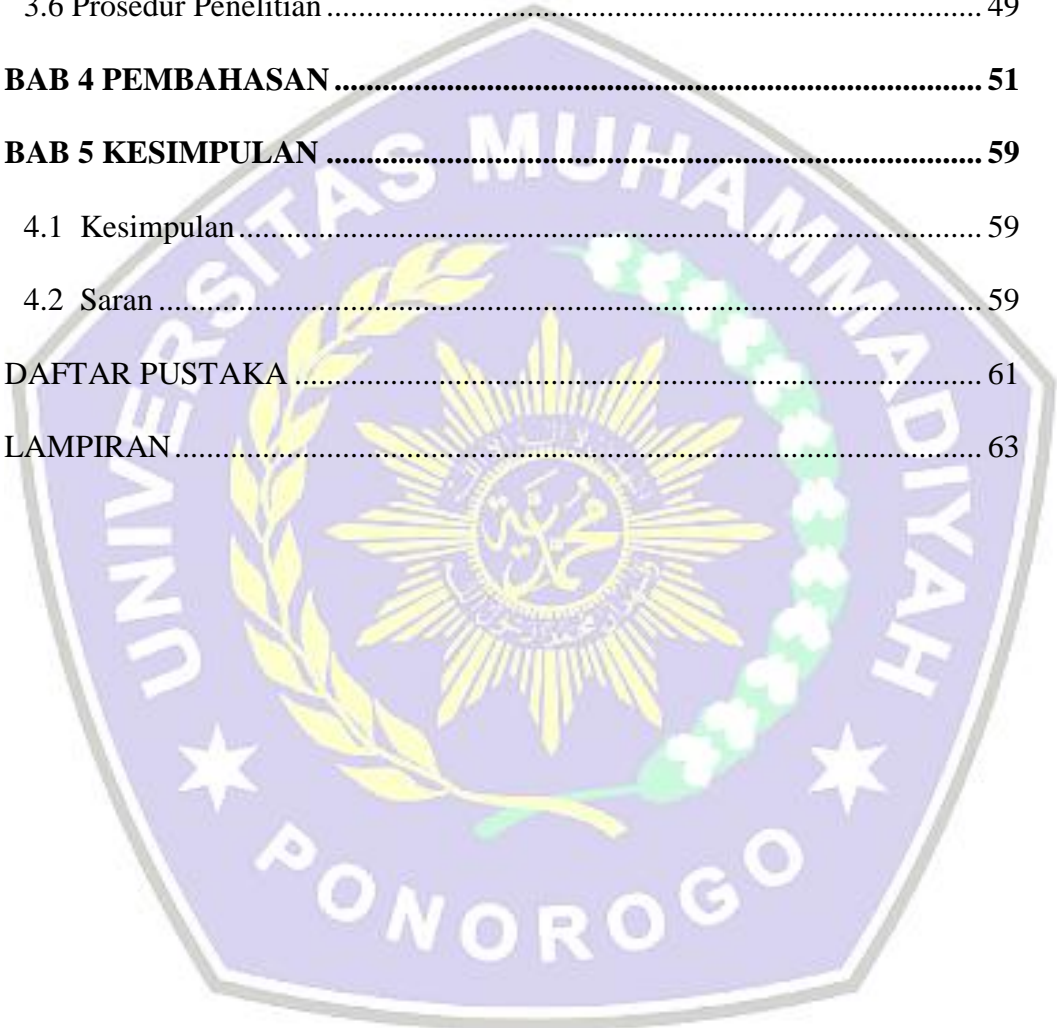 3.6 Prosedur Penelitian ........................................................................................ 49
BAB 4 PEMBAHASAN ................................................................................. 51
BAB 5 KESIMPULAN .................................................................................. 59
4.1 Kesimpulan ................................................................................................. 59
4.2 Saran ........................................................................................................... 59
DAFTAR PUSTAKA ........................................................................................ 61
LAMPIRAN ....................................................................................................... 63
UNIVERSITAS MUHAMMADIYAH
PONOROGO